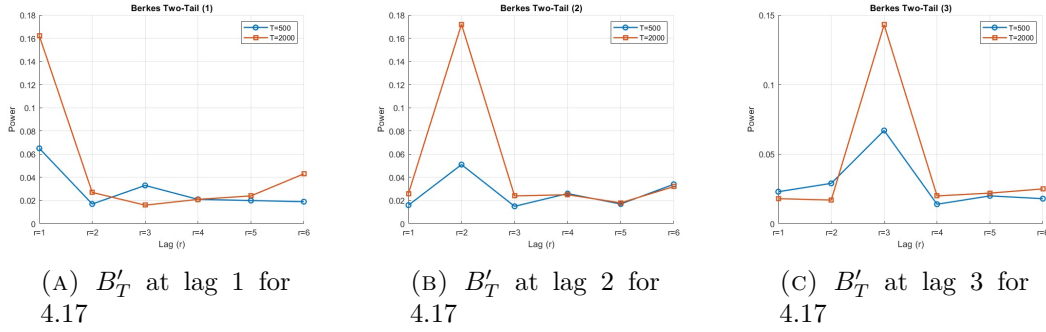 Berkes Two-Tail (1)
0.18
0.16
0.14
0.12
0.1
0.08
0.06
0.04
0.02
0
Power
T=500
T=2000
r=1 r=2 r=3 r=4 r=5 r=6
Lag (r)
(A) B′_T at lag 1 for
4.17
Berkes Two-Tail (2)
0.18
0.16
0.14
0.12
0.1
0.08
0.06
0.04
0.02
0
Power
T=500
T=2000
r=1 r=2 r=3 r=4 r=5 r=6
Lag (r)
(B) B′_T at lag 2 for
4.17
Berkes Two-Tail (3)
0.15
0.1
0.05
0
Power
T=500
T=2000
r=1 r=2 r=3 r=4 r=5 r=6
Lag (r)
(C) B′_T at lag 3 for
4.17